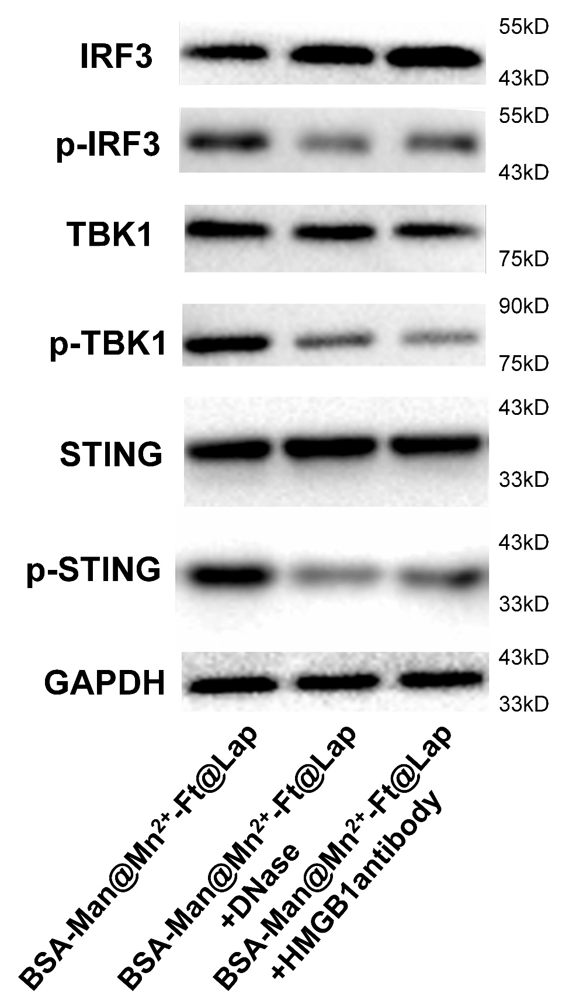 IRF3
55kD
43kD
p-IRF3
55kD
43kD
TBK1
75kD
p-TBK1
90kD
75kD
STING
43kD
33kD
p-STING
43kD
33kD
GAPDH
43kD
33kD
BSA-Man@Mn²⁺-Ft@Lap
BSA-Man@Mn²⁺-Ft@Lap
+DNase
BSA-Man@Mn²⁺-Ft@Lap
+HMGB1antibody